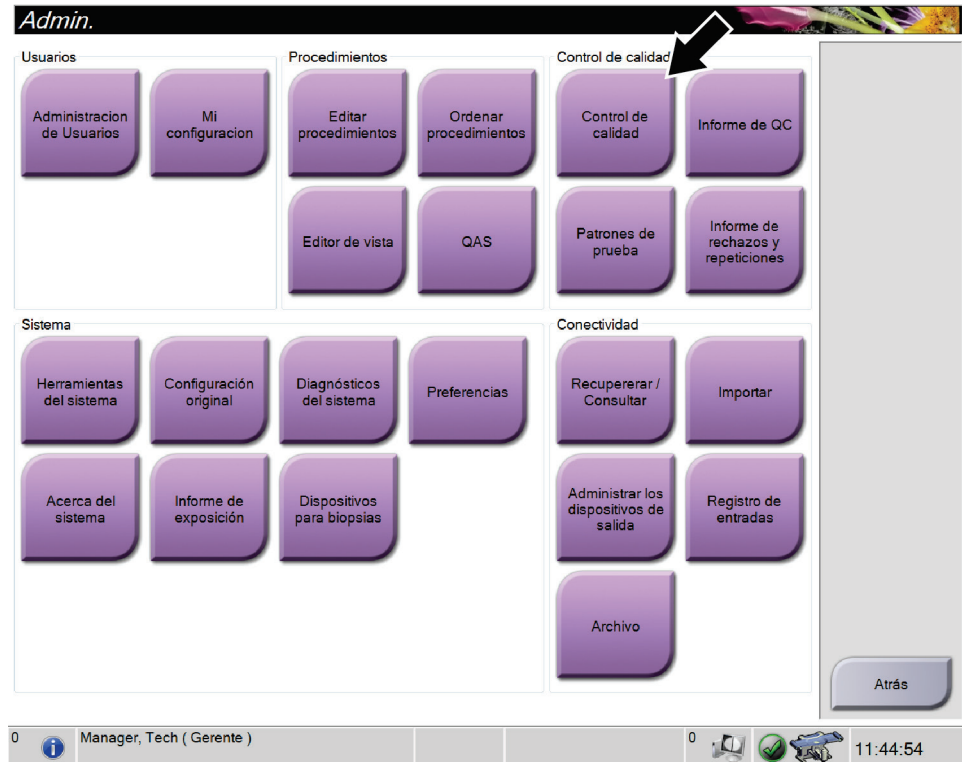 Admin.
Usuarios
Administracion
de Usuarios
Mi
configuracion
Procedimientos
Editar
procedimientos
Ordenar
procedimientos
Editor de vista
QAS
Control de calidad
Control de
calidad
Informe de QC
Patrones de
prueba
Informe de
rechazos y
repeticiones
Sistema
Herramientas
del sistema
Configuración
original
Diagnósticos
del sistema
Preferencias
Acerca del
sistema
Informe de
exposición
Dispositivos
para biopsias
Conectividad
Recupererar /
Consultar
Importar
Administrar los
dispositivos de
salida
Registro de
entradas
Archivo
Atrás
0
Manager, Tech ( Gerente )
0
11:44:54